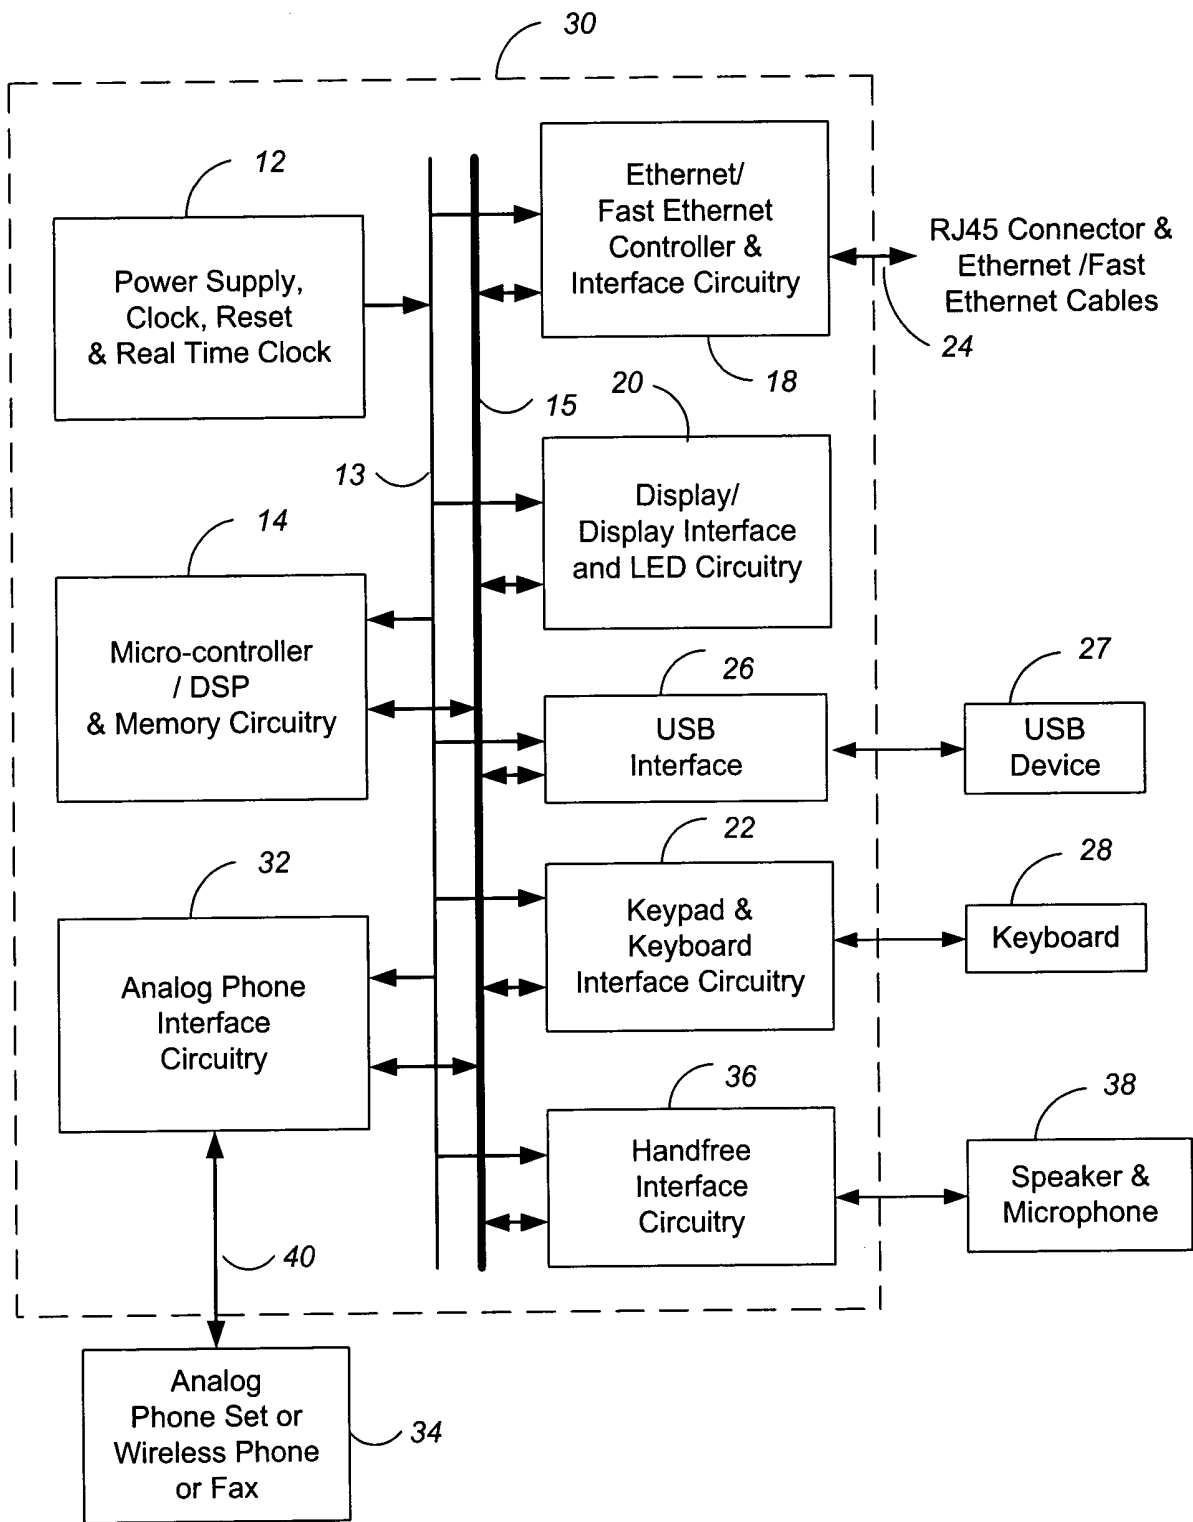 30
12
Power Supply,
Clock, Reset
& Real Time Clock
Ethernet/
Fast Ethernet
Controller &
Interface Circuitry
RJ45 Connector &
Ethernet /Fast
Ethernet Cables
24
18
20
15
13
Display/
Display Interface
and LED Circuitry
14
Micro-controller
/ DSP
& Memory Circuitry
26
USB
Interface
27
USB
Device
22
Keypad &
Keyboard
Interface Circuitry
28
Keyboard
32
Analog Phone
Interface
Circuitry
36
Handfree
Interface
Circuitry
38
Speaker &
Microphone
40
Analog
Phone Set or
Wireless Phone
or Fax
34